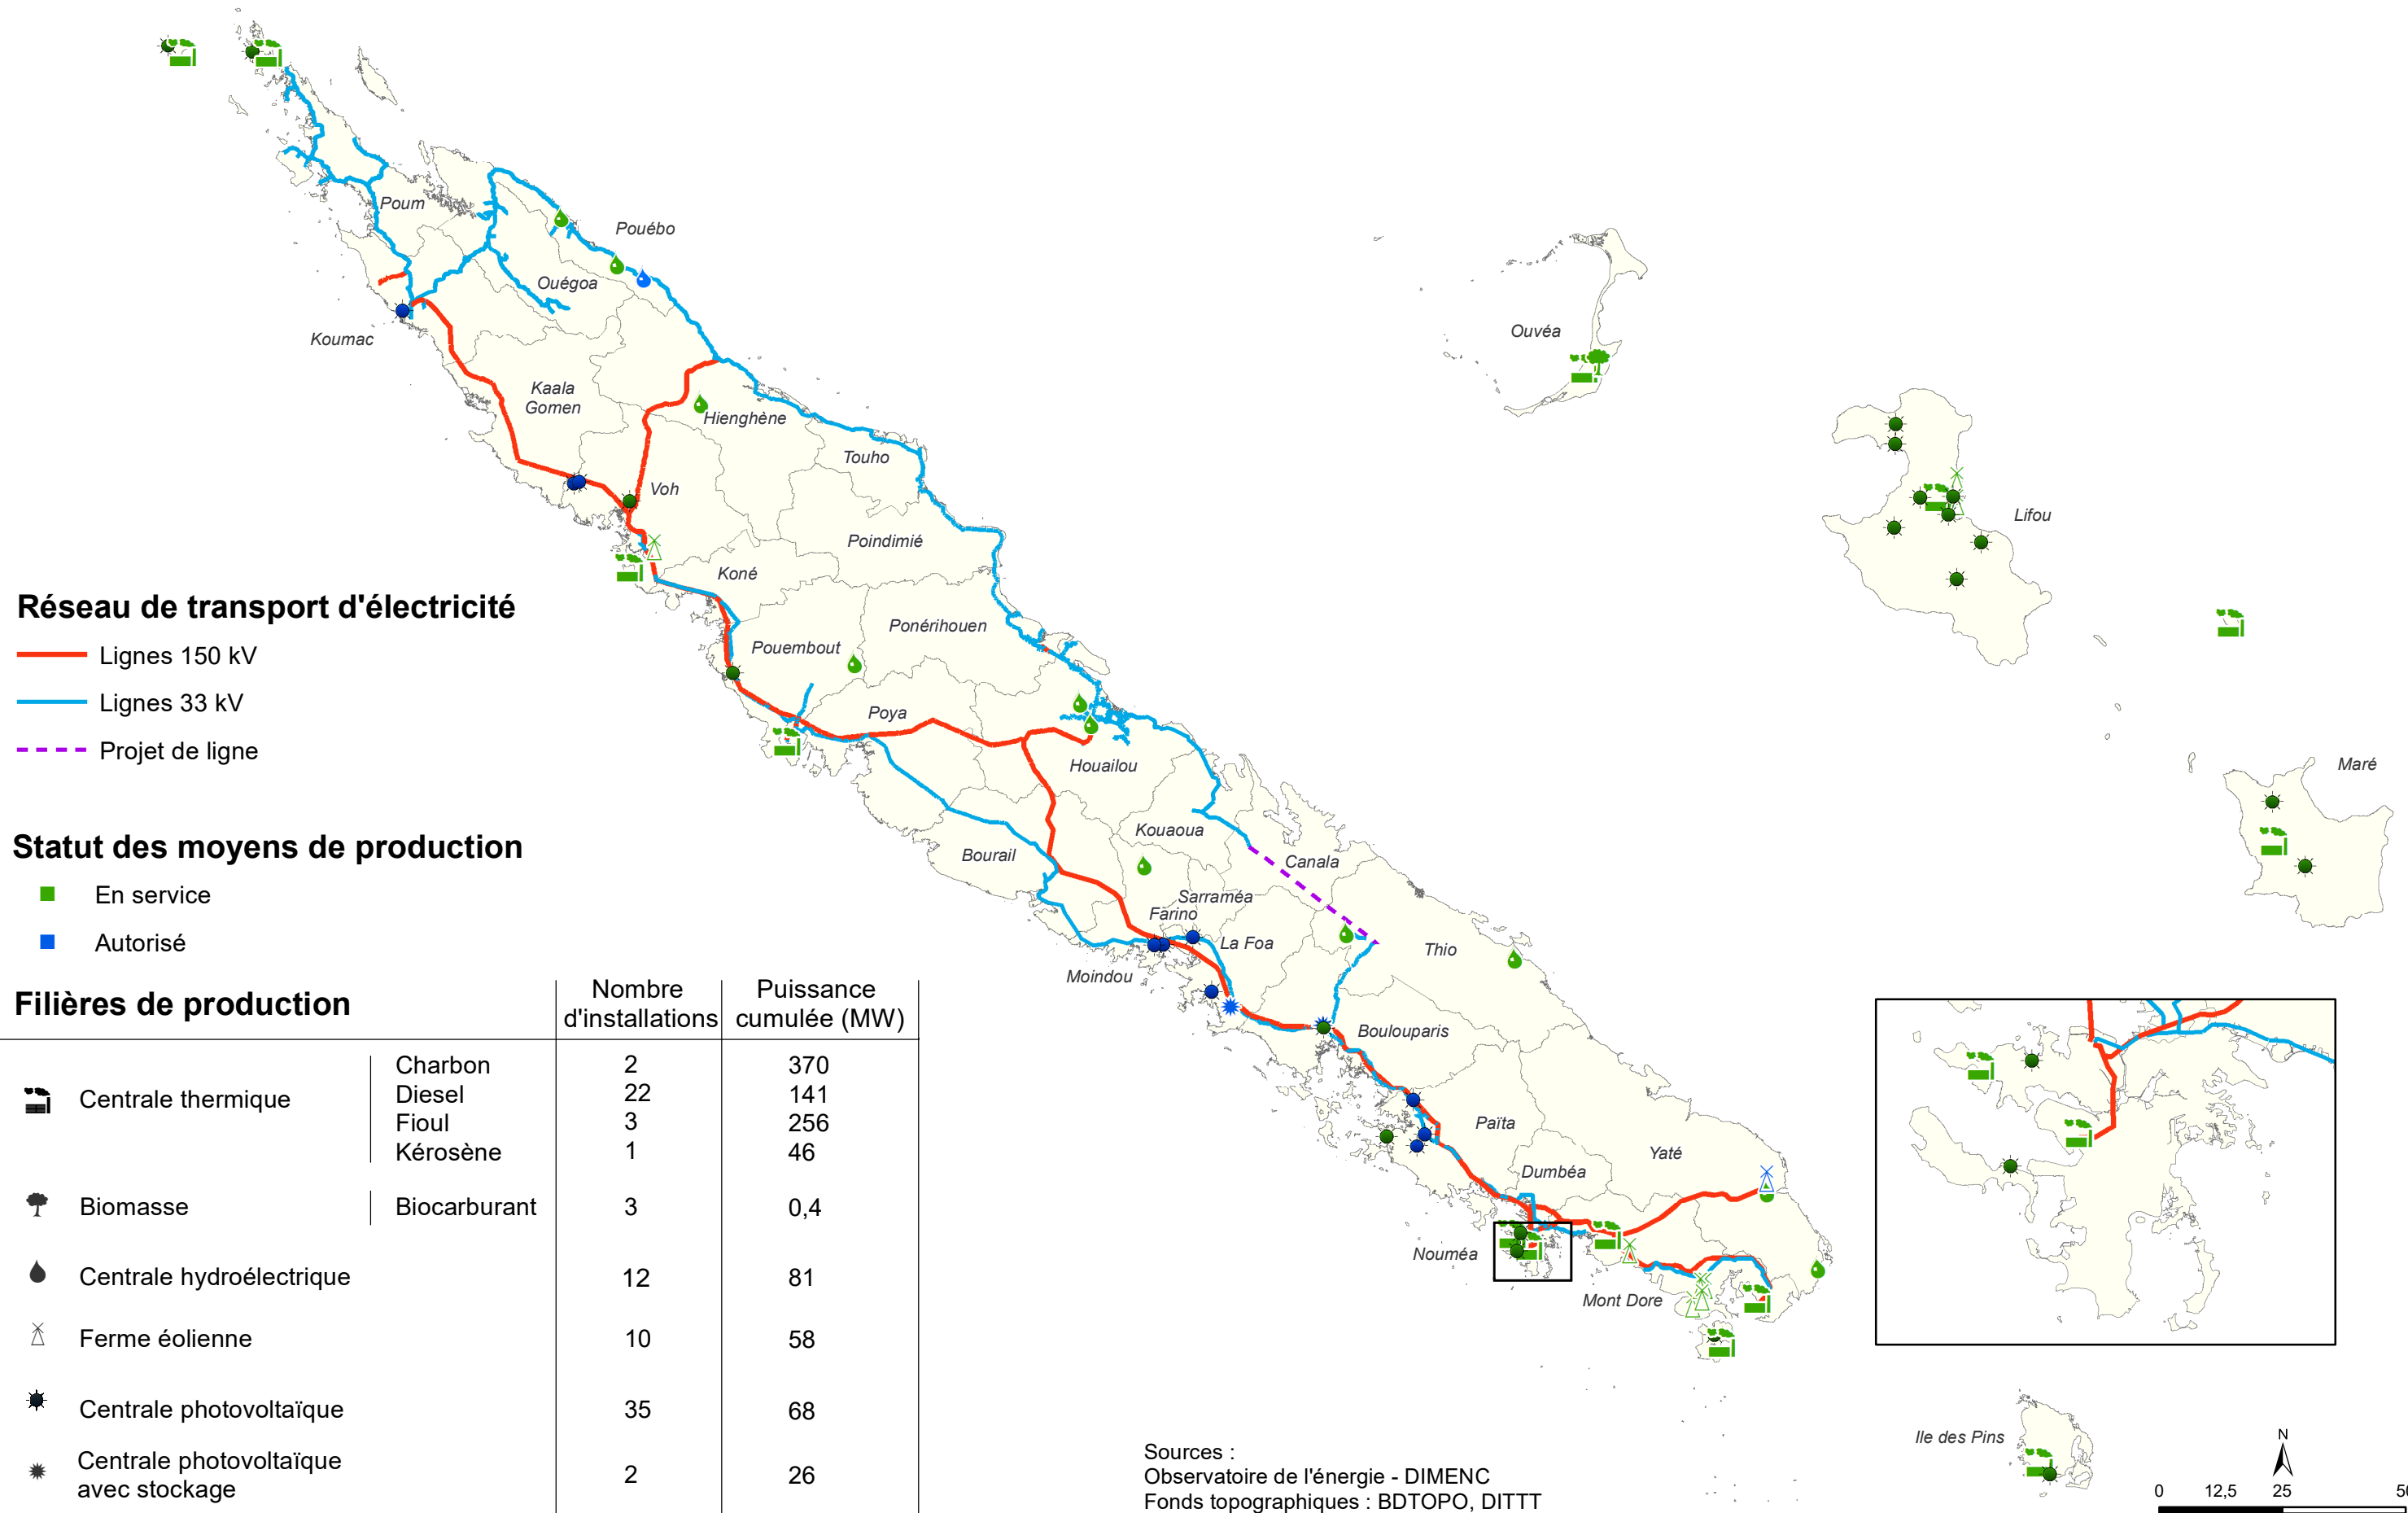 Poum
Pouébo
Ouégoa
Koumac
Kaala
Gomen
Hienghène
Touho
Voh
Poindimié
Koné
Ponérihouen
Pouembout
Poya
Houaïlou
Kouaoua
Bourail
Canala
Sarraméa
Farino
La Foa
Moindou
Thio
Boulouparis
Païta
Yaté
Dumbéa
Nouméa
Mont Dore
Ouvéa
Lifou
Maré
Ile des Pins
Réseau de transport d'électricité
Lignes 150 kV
Lignes 33 kV
Projet de ligne
Statut des moyens de production
En service
Autorisé
Filières de production Nombre d'installations Puissance cumulée (MW)
Centrale thermique
Charbon 2 370
Diesel 22 141
Fioul 3 256
Kérosène 1 46
Biomasse Biocarburant 3 0,4
Centrale hydroélectrique 12 81
Ferme éolienne 10 58
Centrale photovoltaïque 35 68
Centrale photovoltaïque
avec stockage 2 26
Sources :
Observatoire de l'énergie - DIMENC
Fonds topographiques : BDTOPO, DITTT
N
0 12,5 25